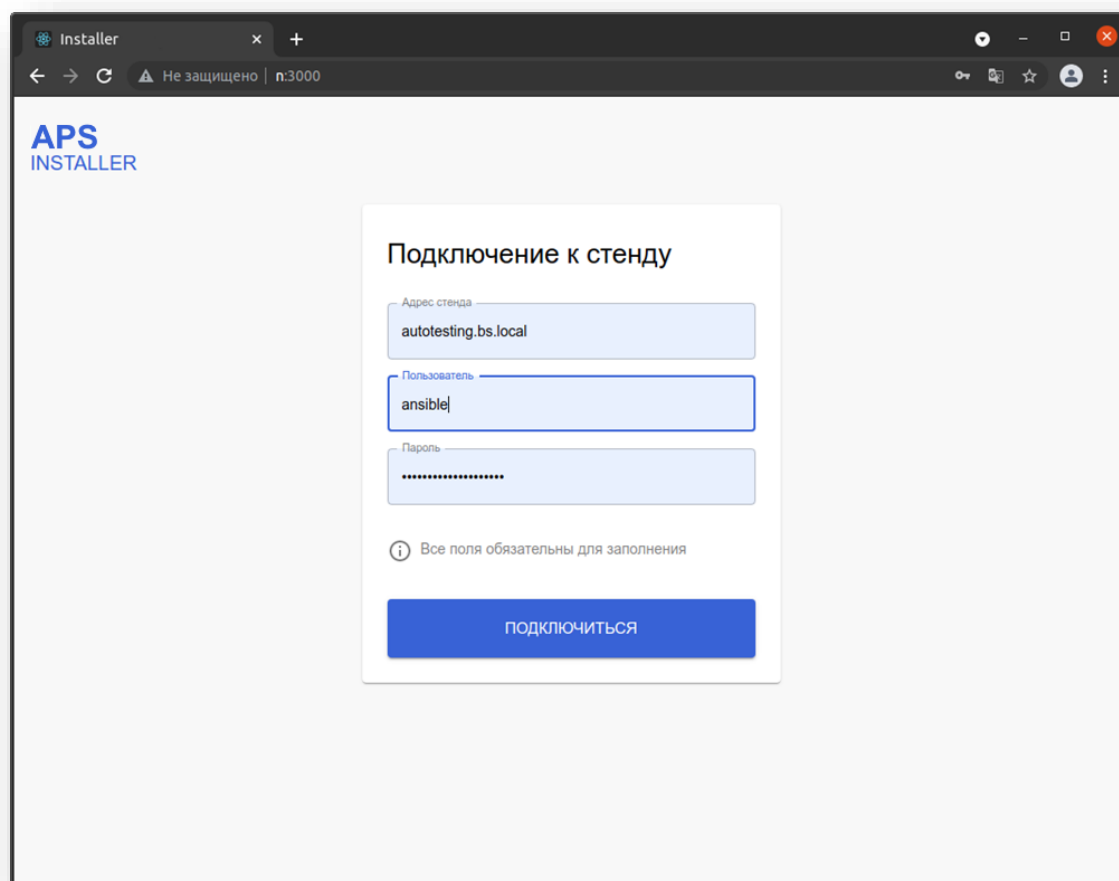 Installer
Не защищено | n:3000
APS
INSTALLER
Подключение к стенду
Адрес стенда
autotesting.bs.local
Пользователь
ansible
Пароль
••••••••••••••••••••
Все поля обязательны для заполнения
ПОДКЛЮЧИТЬСЯ